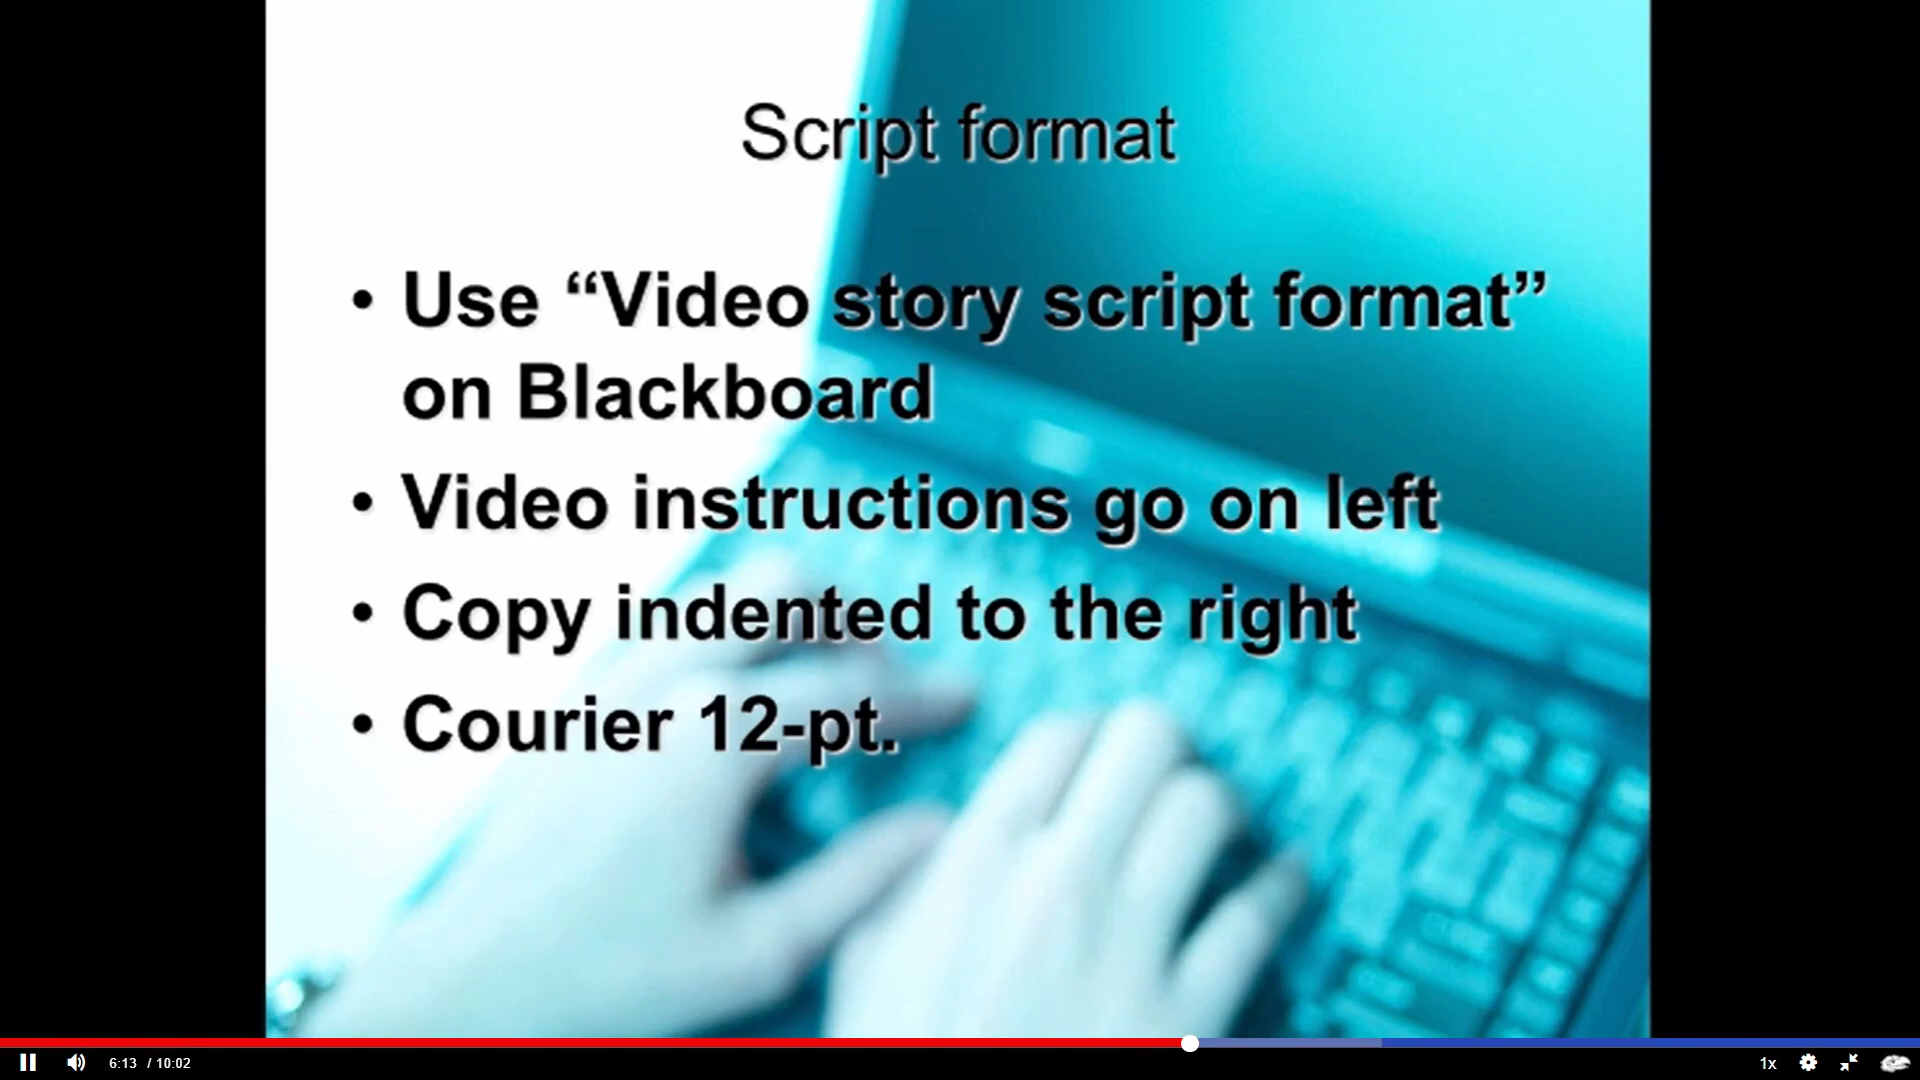 Script format
• Use “Video story script format”
on Blackboard
• Video instructions go on left
• Copy indented to the right
• Courier 12-pt.
6:13 / 10:02
1x